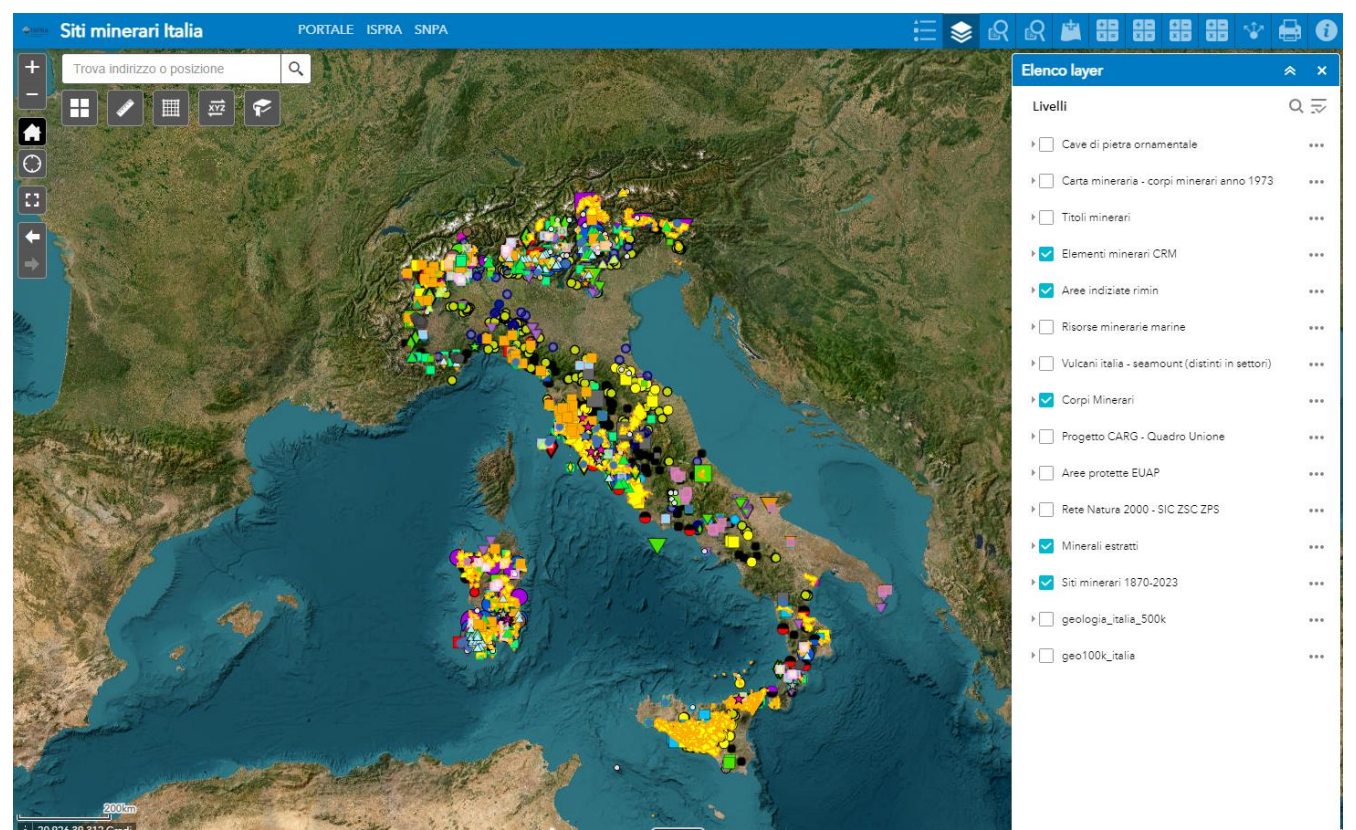 Siti minerari Italia
PORTALE ISPRA SNPA
Trova indirizzo o posizione
XYZ
Elenco layer
Livelli
Cave di pietra ornamentale
Carta mineraria - corpi minerari anno 1973
Titoli minerari
Elementi minerari CRM
Aree indiziate rimin
Risorse minerarie marine
Vulcani italia - seamount (distinti in settori)
Corpi Minerari
Progetto CARG - Quadro Unione
Aree protette EUAP
Rete Natura 2000 - SIC ZSC ZPS
Minerali estratti
Siti minerari 1870-2023
geologia_italia_500k
geo100k_italia
200km